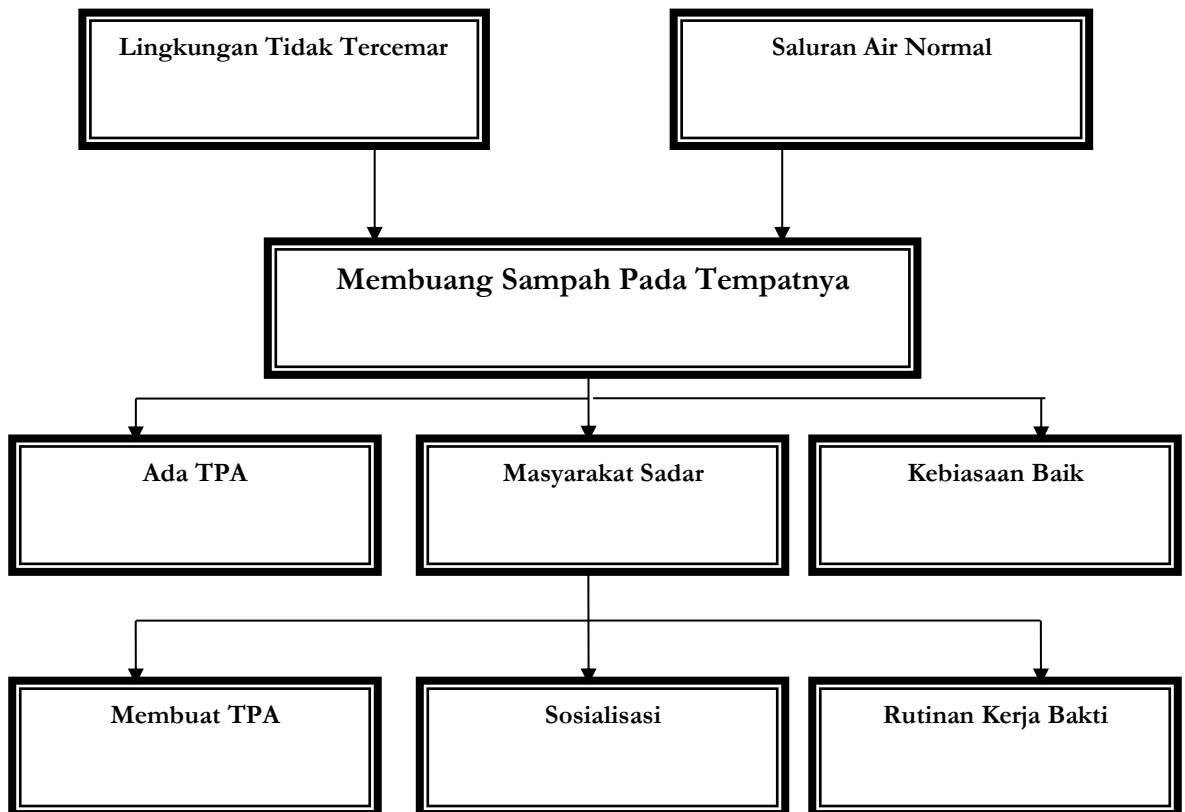 Lingkungan Tidak Tercemar
Saluran Air Normal
Membuang Sampah Pada Tempatnya
Ada TPA
Masyarakat Sadar
Kebiasaan Baik
Membuat TPA
Sosialisasi
Rutinan Kerja Bakti